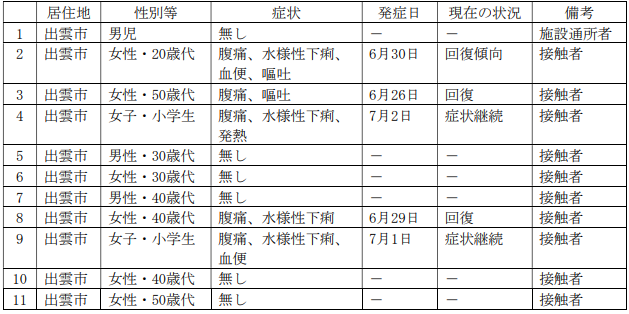 居住地 性別等 症状 発症日 現在の状況 備考
1 出雲市 男児 無し － － 施設通所者
2 出雲市 女性・20歳代 腹痛、水様性下痢、 6月30日 回復傾向 接触者
血便、嘔吐
3 出雲市 女性・50歳代 腹痛、嘔吐 6月26日 回復 接触者
4 出雲市 女子・小学生 腹痛、水様性下痢、 7月2日 症状継続 接触者
発熱
5 出雲市 男性・30歳代 無し － － 接触者
6 出雲市 女性・30歳代 無し － － 接触者
7 出雲市 男性・40歳代 無し － － 接触者
8 出雲市 女性・40歳代 腹痛、水様性下痢 6月29日 回復 接触者
9 出雲市 女子・小学生 腹痛、水様性下痢、 7月1日 症状継続 接触者
血便
10 出雲市 女性・40歳代 無し － － 接触者
11 出雲市 女性・50歳代 無し － － 接触者